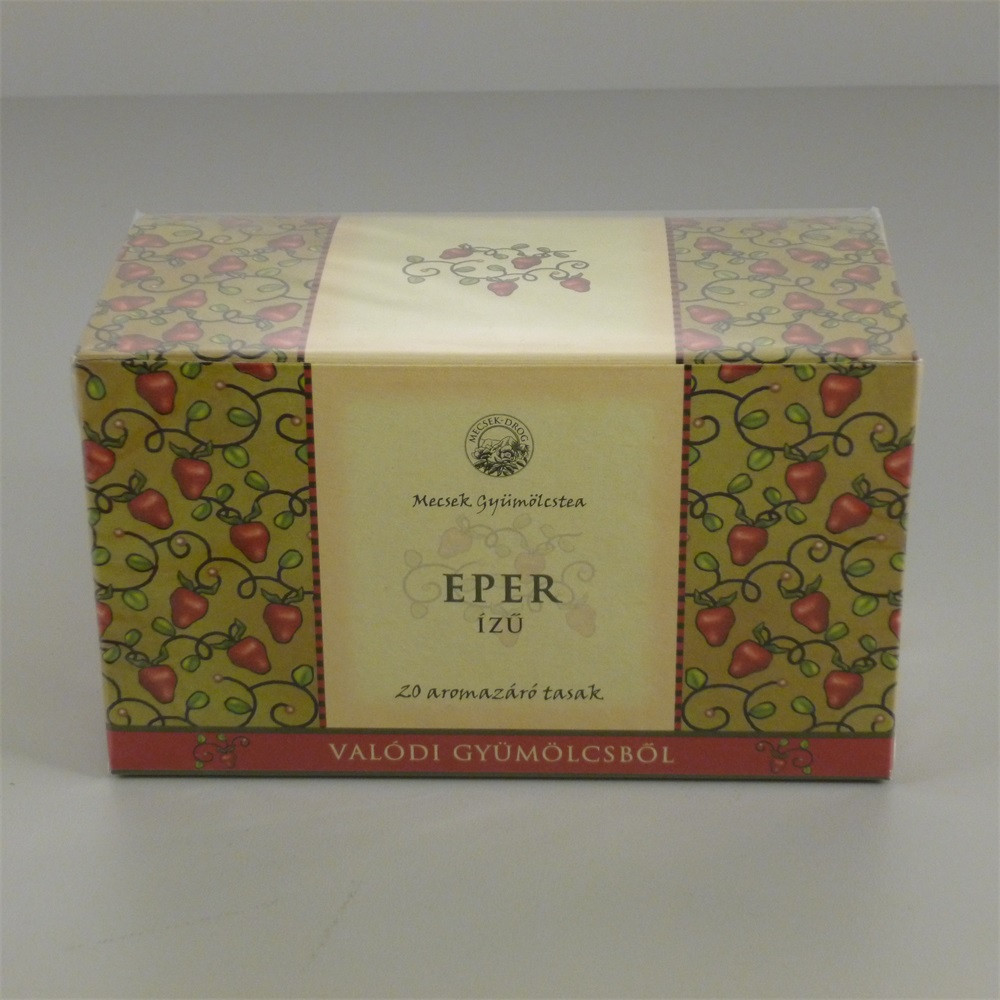 MECSEK-DROG
Mecsek Gyümölcstea
EPER
ÍZŰ
20 aromazáró tasak
VALÓDI GYÜMÖLCSBŐL